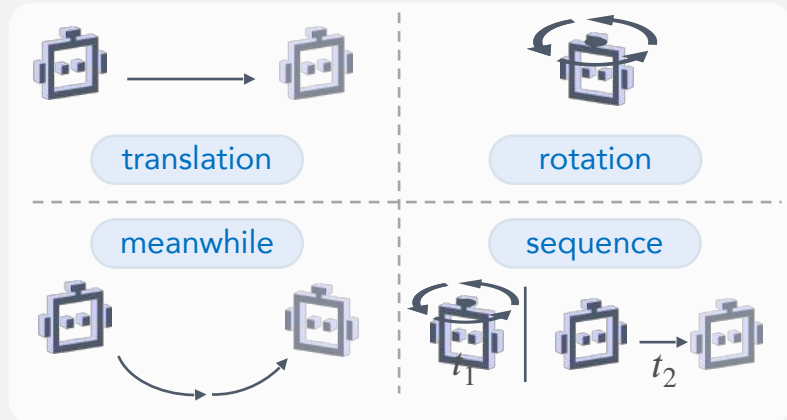 translation
rotation
meanwhile
sequence
t1
t2